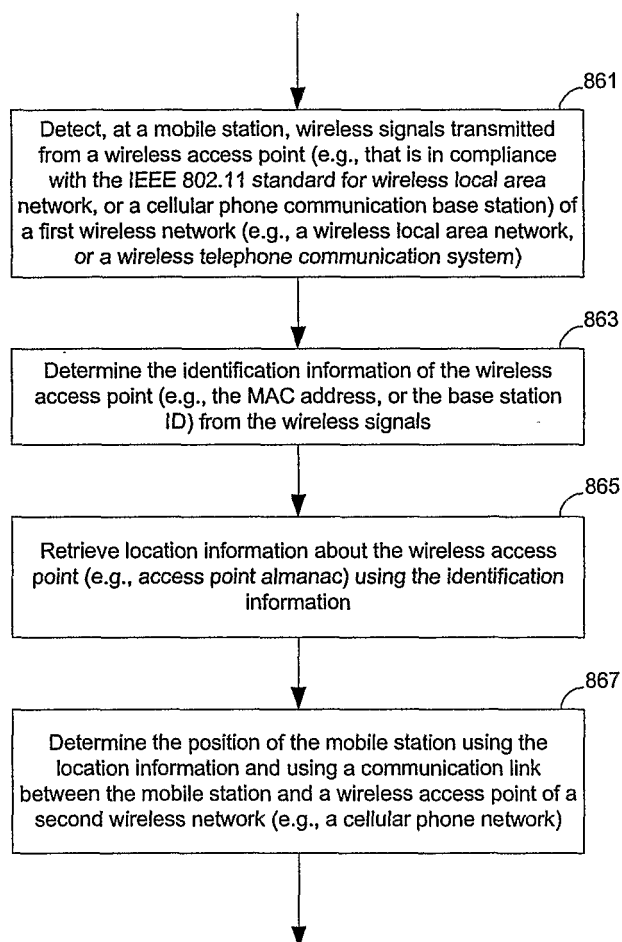 861
Detect, at a mobile station, wireless signals transmitted
from a wireless access point (e.g., that is in compliance
with the IEEE 802.11 standard for wireless local area
network, or a cellular phone communication base station) of
a first wireless network (e.g., a wireless local area network,
or a wireless telephone communication system)
863
Determine the identification information of the wireless
access point (e.g., the MAC address, or the base station
ID) from the wireless signals
865
Retrieve location information about the wireless access
point (e.g., access point almanac) using the identification
information
867
Determine the position of the mobile station using the
location information and using a communication link
between the mobile station and a wireless access point of a
second wireless network (e.g., a cellular phone network)